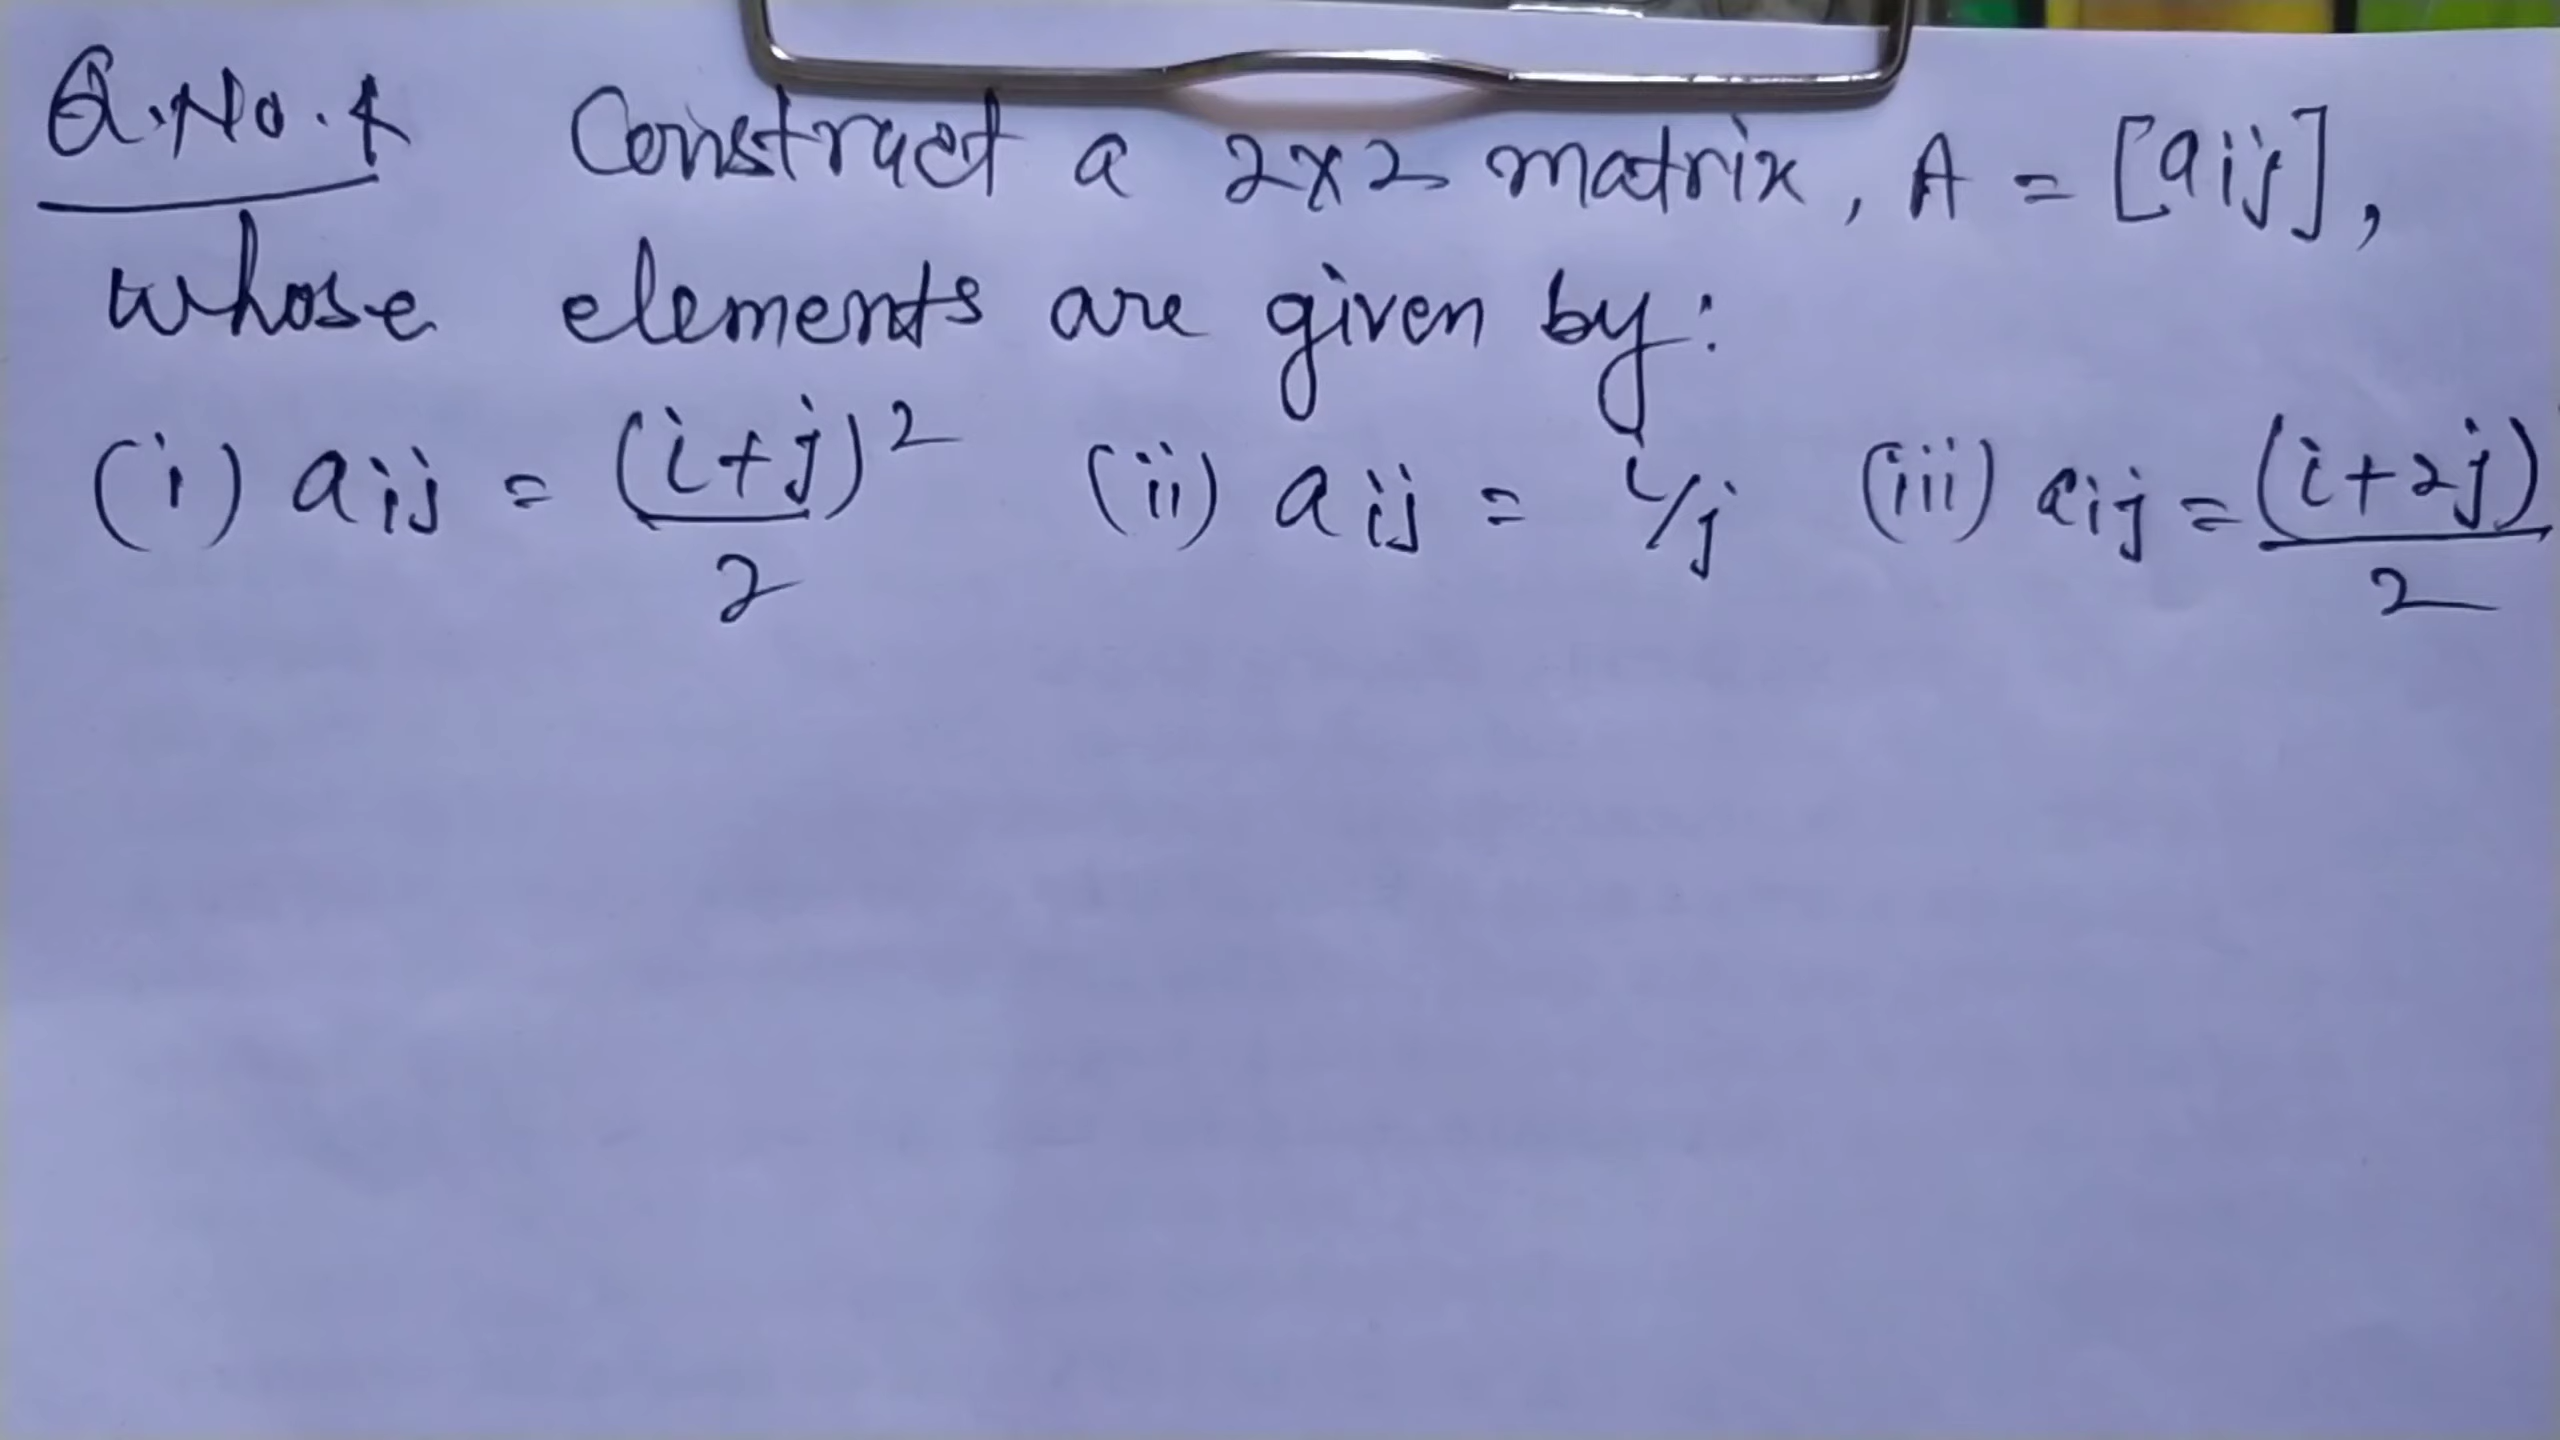 Q.No.4 Construct a 2x2 matrix, A = [aij],
whose elements are given by:
(i) aij = (i+j)²/2 (ii) aij = i/j (iii) aij = (i+2j)/2